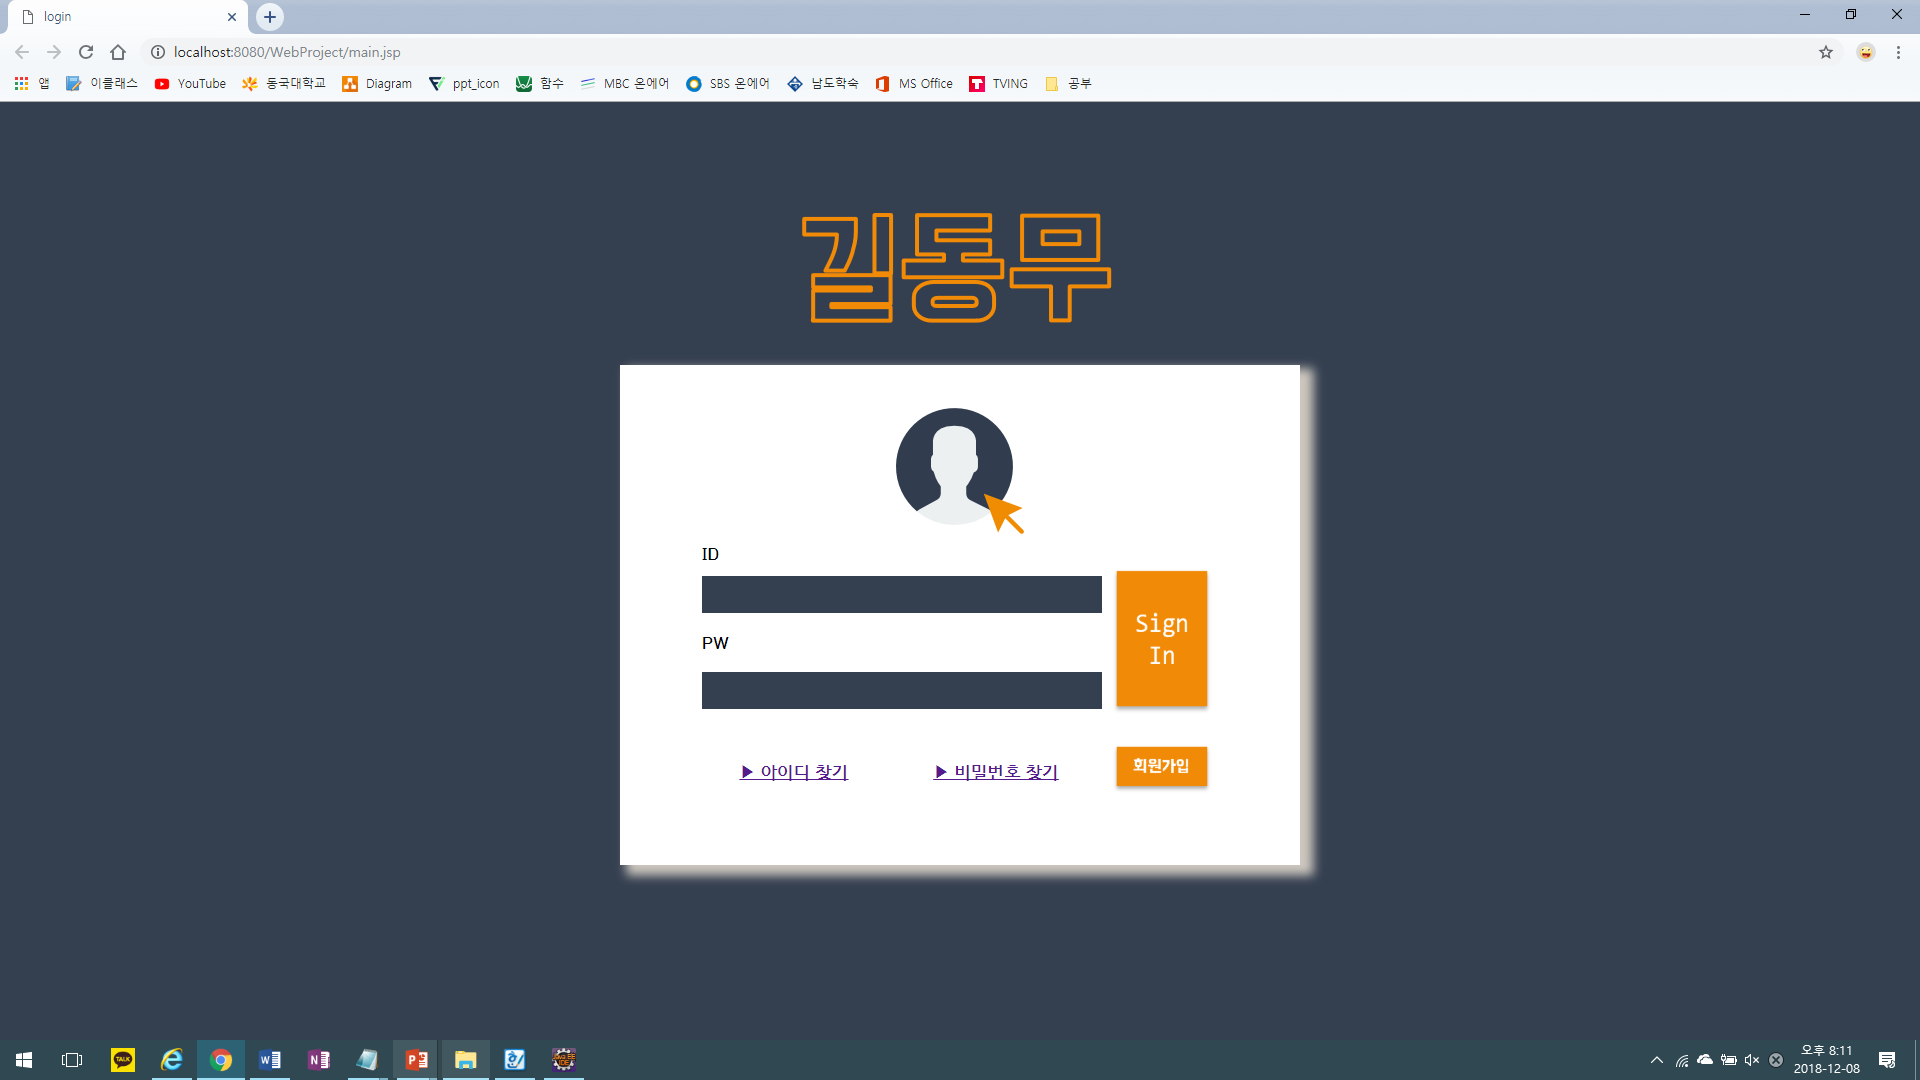 login
localhost:8080/WebProject/main.jsp
앱 이클래스 YouTube 동국대학교 Diagram ppt_icon 함수 MBC 온에어 SBS 온에어 남도학숙 MS Office TVING 공부
길동무
ID
Sign
In
PW
▶ 아이디 찾기 ▶ 비밀번호 찾기 회원가입
오후 8:11
2018-12-08